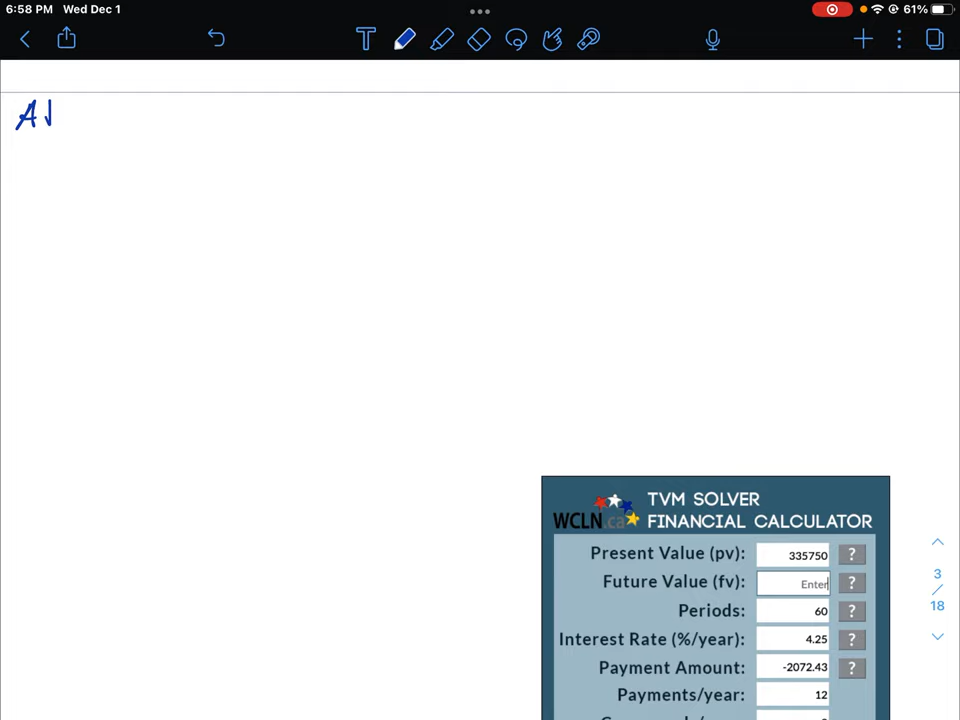 6:58 PM Wed Dec 1
61%
T
A
TVM SOLVER
WCLN.ca FINANCIAL CALCULATOR
Present Value (pv): 335750 ?
Future Value (fv): Enter ?
Periods: 60 ?
Interest Rate (%/year): 4.25 ?
Payment Amount: -2072.43 ?
Payments/year: 12
3
/
18